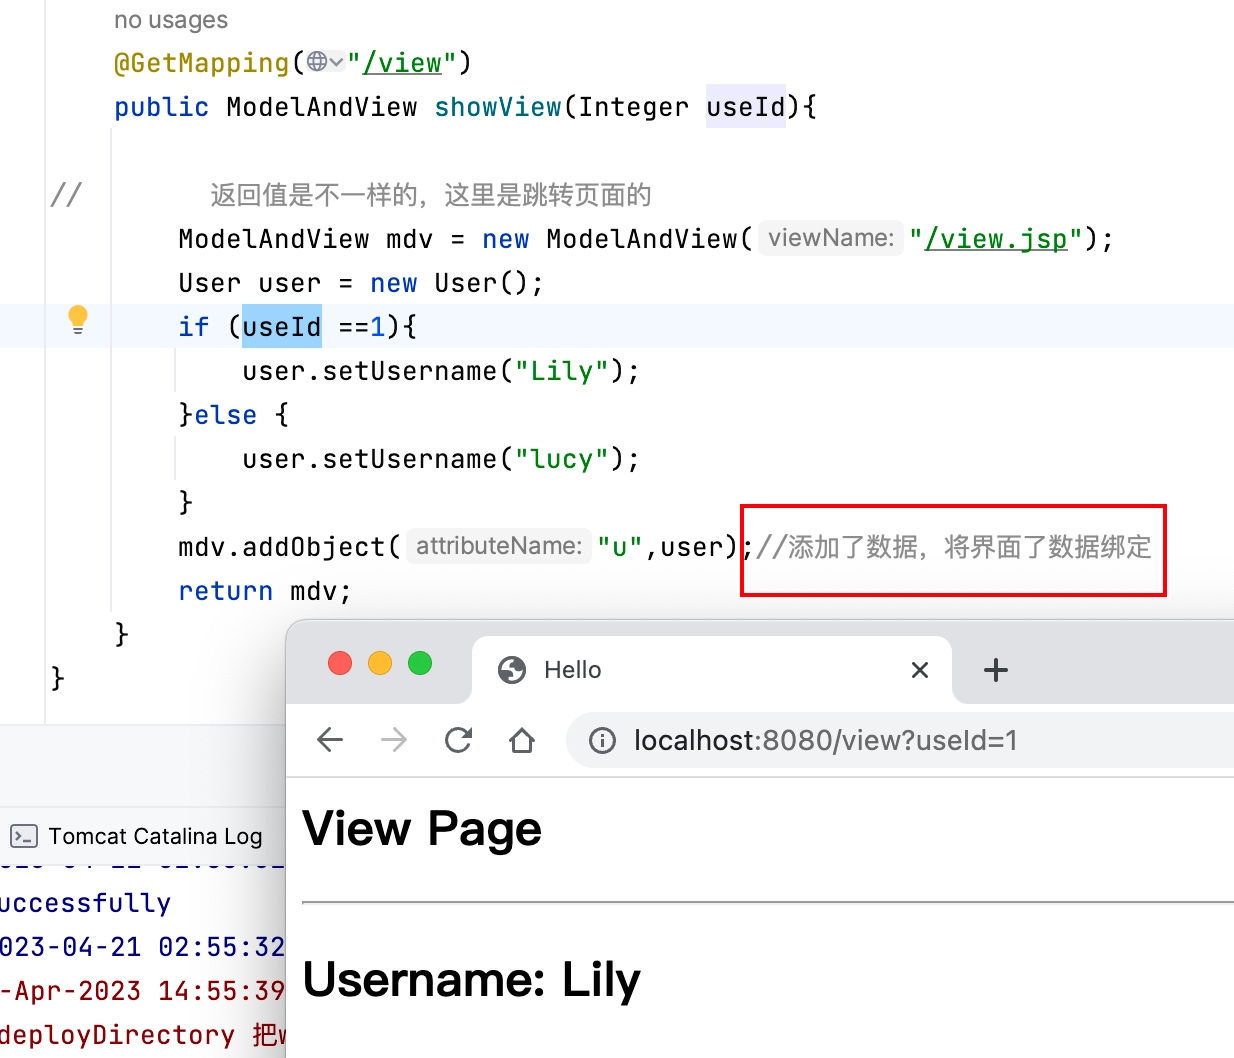 no usages
@GetMapping("/view")
public ModelAndView showView(Integer useId){
// 返回值是不一样的，这里是跳转页面的
ModelAndView mdv = new ModelAndView( viewName: "/view.jsp");
User user = new User();
if (useId ==1){
user.setUsername("Lily");
}else {
user.setUsername("lucy");
}
mdv.addObject( attributeName: "u",user);//添加了数据，将界面了数据绑定
return mdv;
}
}
Hello
localhost:8080/view?useId=1
View Page
Tomcat Catalina Log
uccessfully
023-04-21 02:55:32
Username: Lily
-Apr-2023 14:55:39
deployDirectory 把